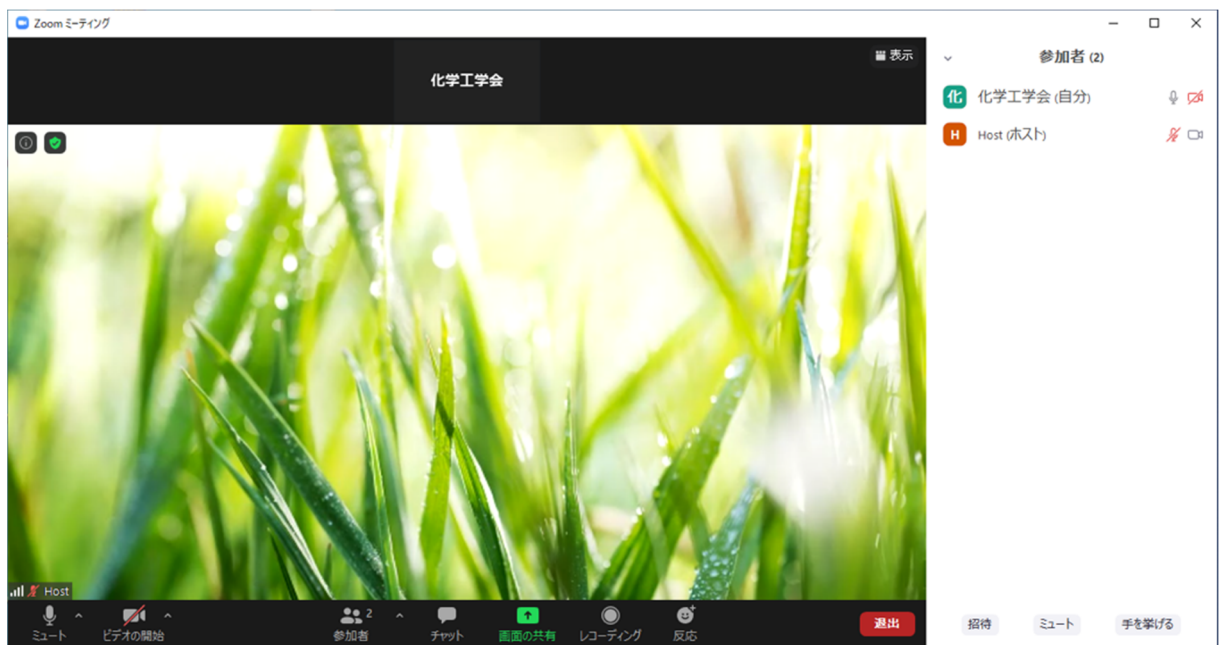 Zoom ミーティング
化学工学会
表示
参加者 (2)
化 化学工学会 (自分)
H Host (ホスト)
Host
ミュート
ビデオの開始
参加者 2
チャット
画面の共有
レコーディング
反応
退出
招待
ミュート
手を挙げる